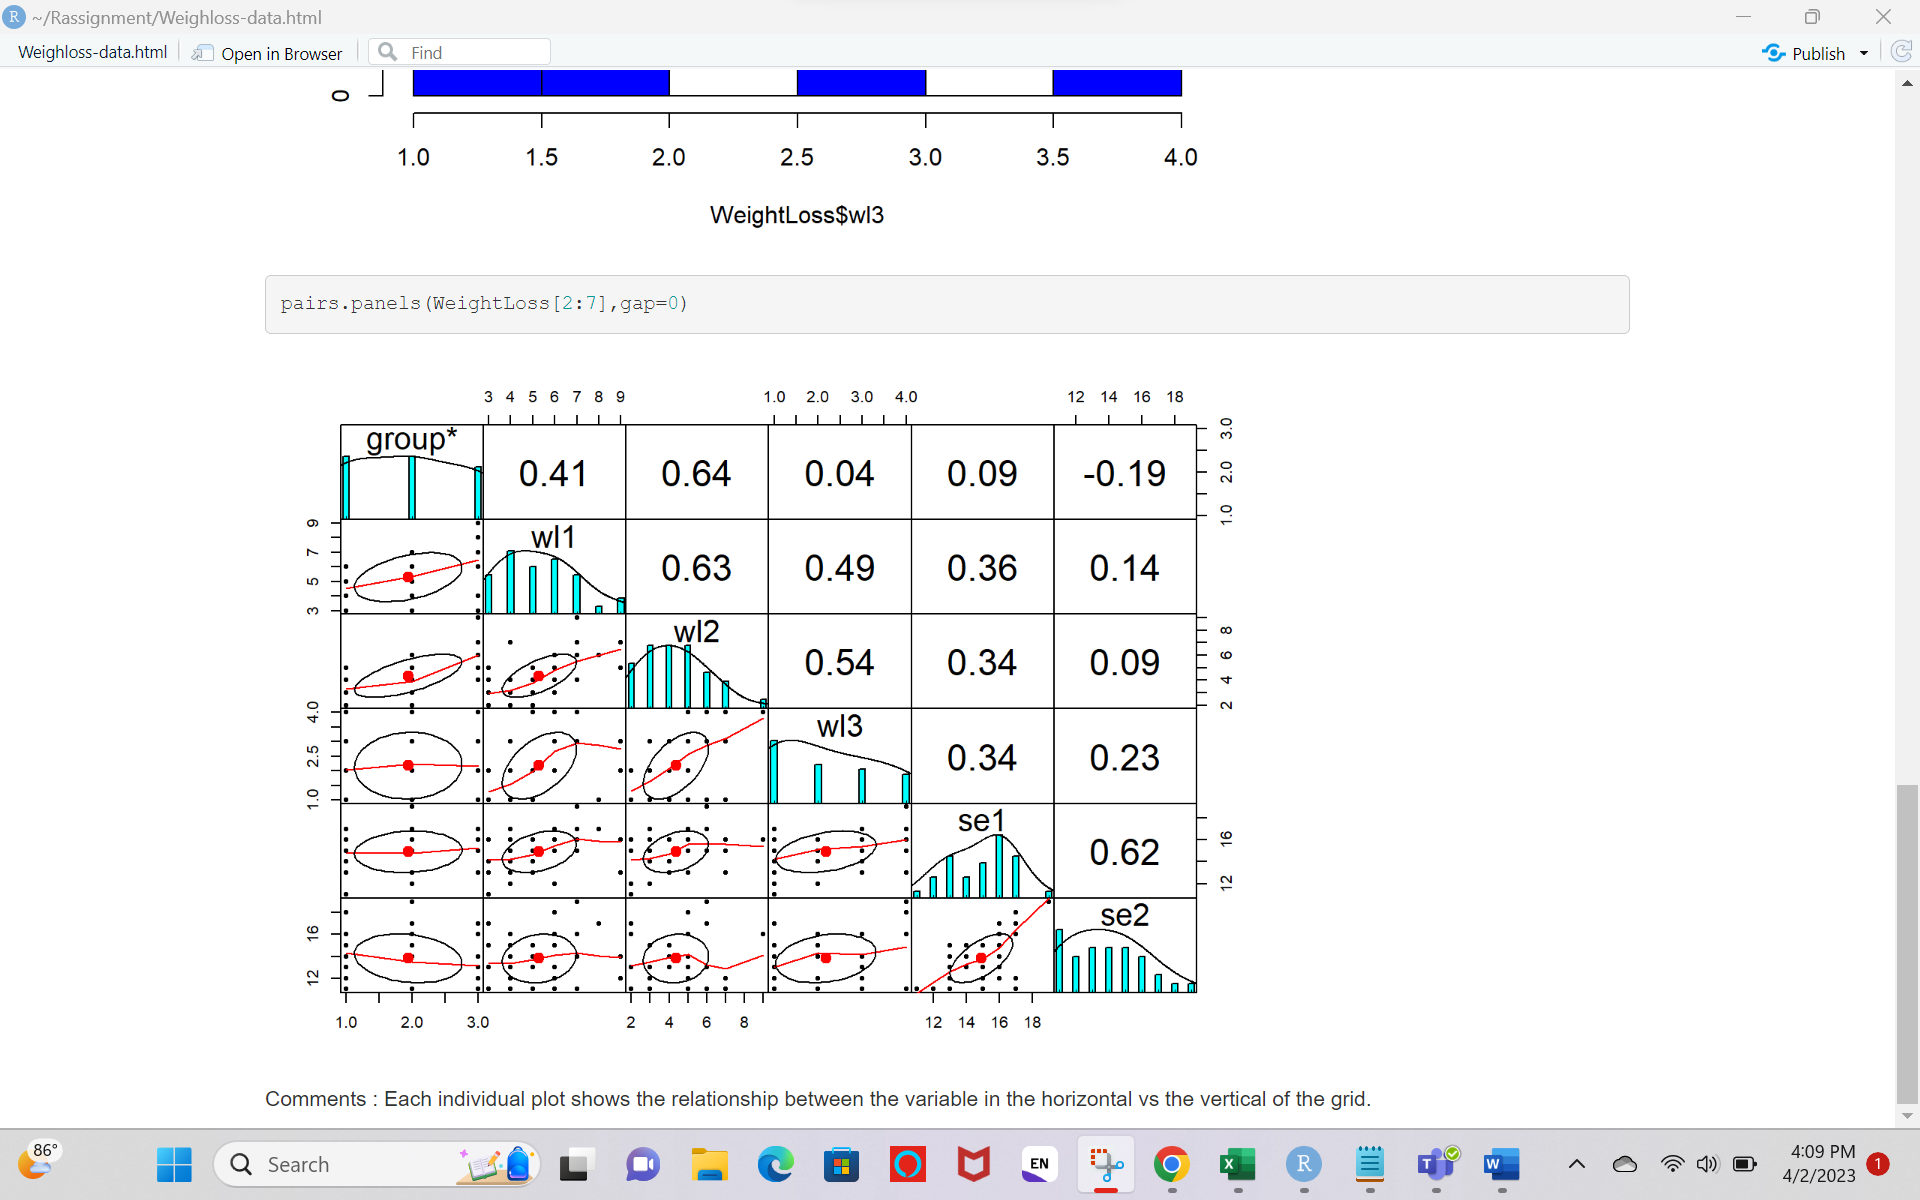 R ~/Rassignment/Weighloss-data.html
Weighloss-data.html Open in Browser Find Publish
0
1.0 1.5 2.0 2.5 3.0 3.5 4.0
WeightLoss$wl3
pairs.panels(WeightLoss[2:7],gap=0)
3 4 5 6 7 8 9 1.0 2.0 3.0 4.0 12 14 16 18
group* 0.41 0.64 0.04 0.09 -0.19 1.0 2.0 3.0
3 5 7 9 wl1 0.63 0.49 0.36 0.14
wl2 0.54 0.34 0.09 2 4 6 8
1.0 2.5 4.0 wl3 0.34 0.23
se1 0.62 12 16
12 16 se2
1.0 2.0 3.0 2 4 6 8 12 14 16 18
Comments : Each individual plot shows the relationship between the variable in the horizontal vs the vertical of the grid.
86° Search EN X R T W 4:09 PM 1
4/2/2023